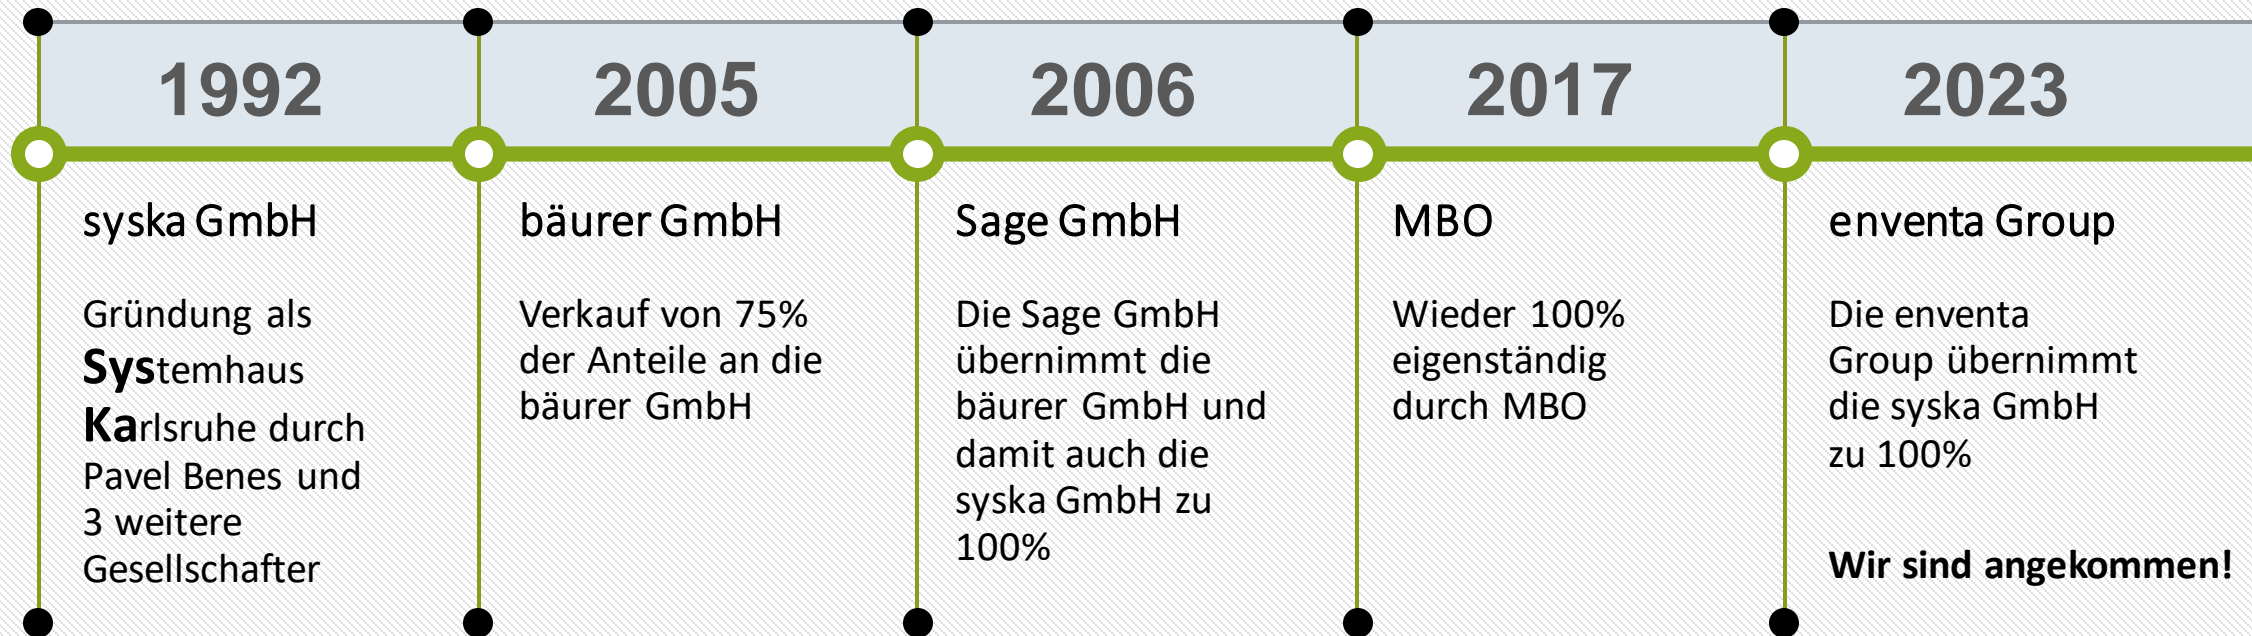 1992
syska GmbH
Gründung als
Systemhaus
Karlsruhe durch
Pavel Benes und
3 weitere
Gesellschafter
2005
bäurer GmbH
Verkauf von 75%
der Anteile an die
bäurer GmbH
2006
Sage GmbH
Die Sage GmbH
übernimmt die
bäurer GmbH und
damit auch die
syska GmbH zu
100%
2017
MBO
Wieder 100%
eigenständig
durch MBO
2023
enventa Group
Die enventa
Group übernimmt
die syska GmbH
zu 100%
Wir sind angekommen!